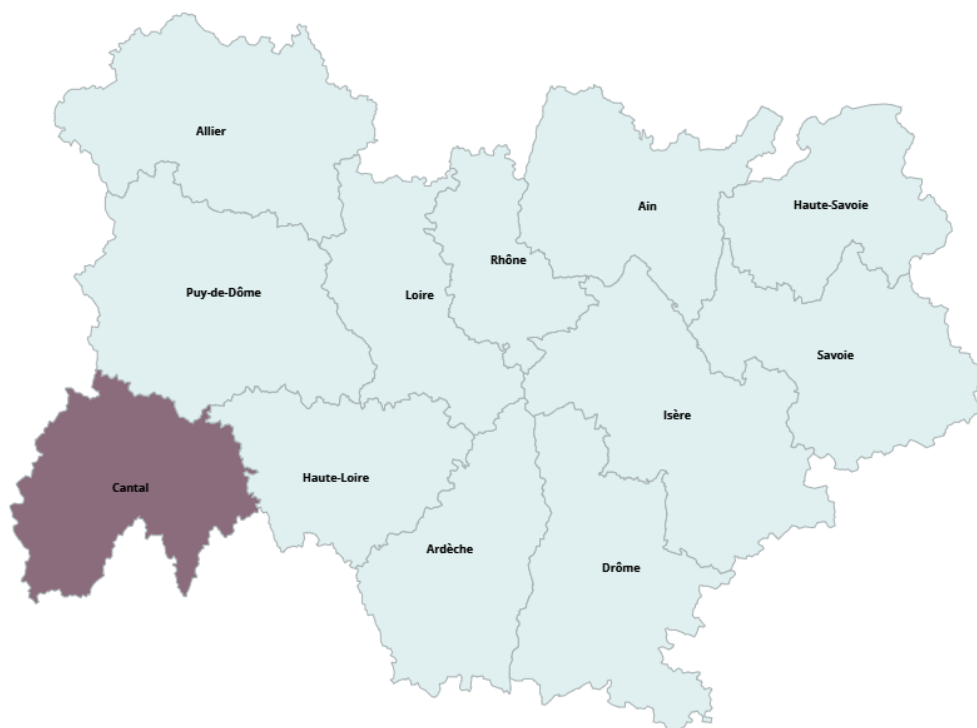 Allier
Haute-Savoie
Ain
Rhône
Puy-de-Dôme
Loire
Savoie
Isère
Haute-Loire
Cantal
Ardèche
Drôme